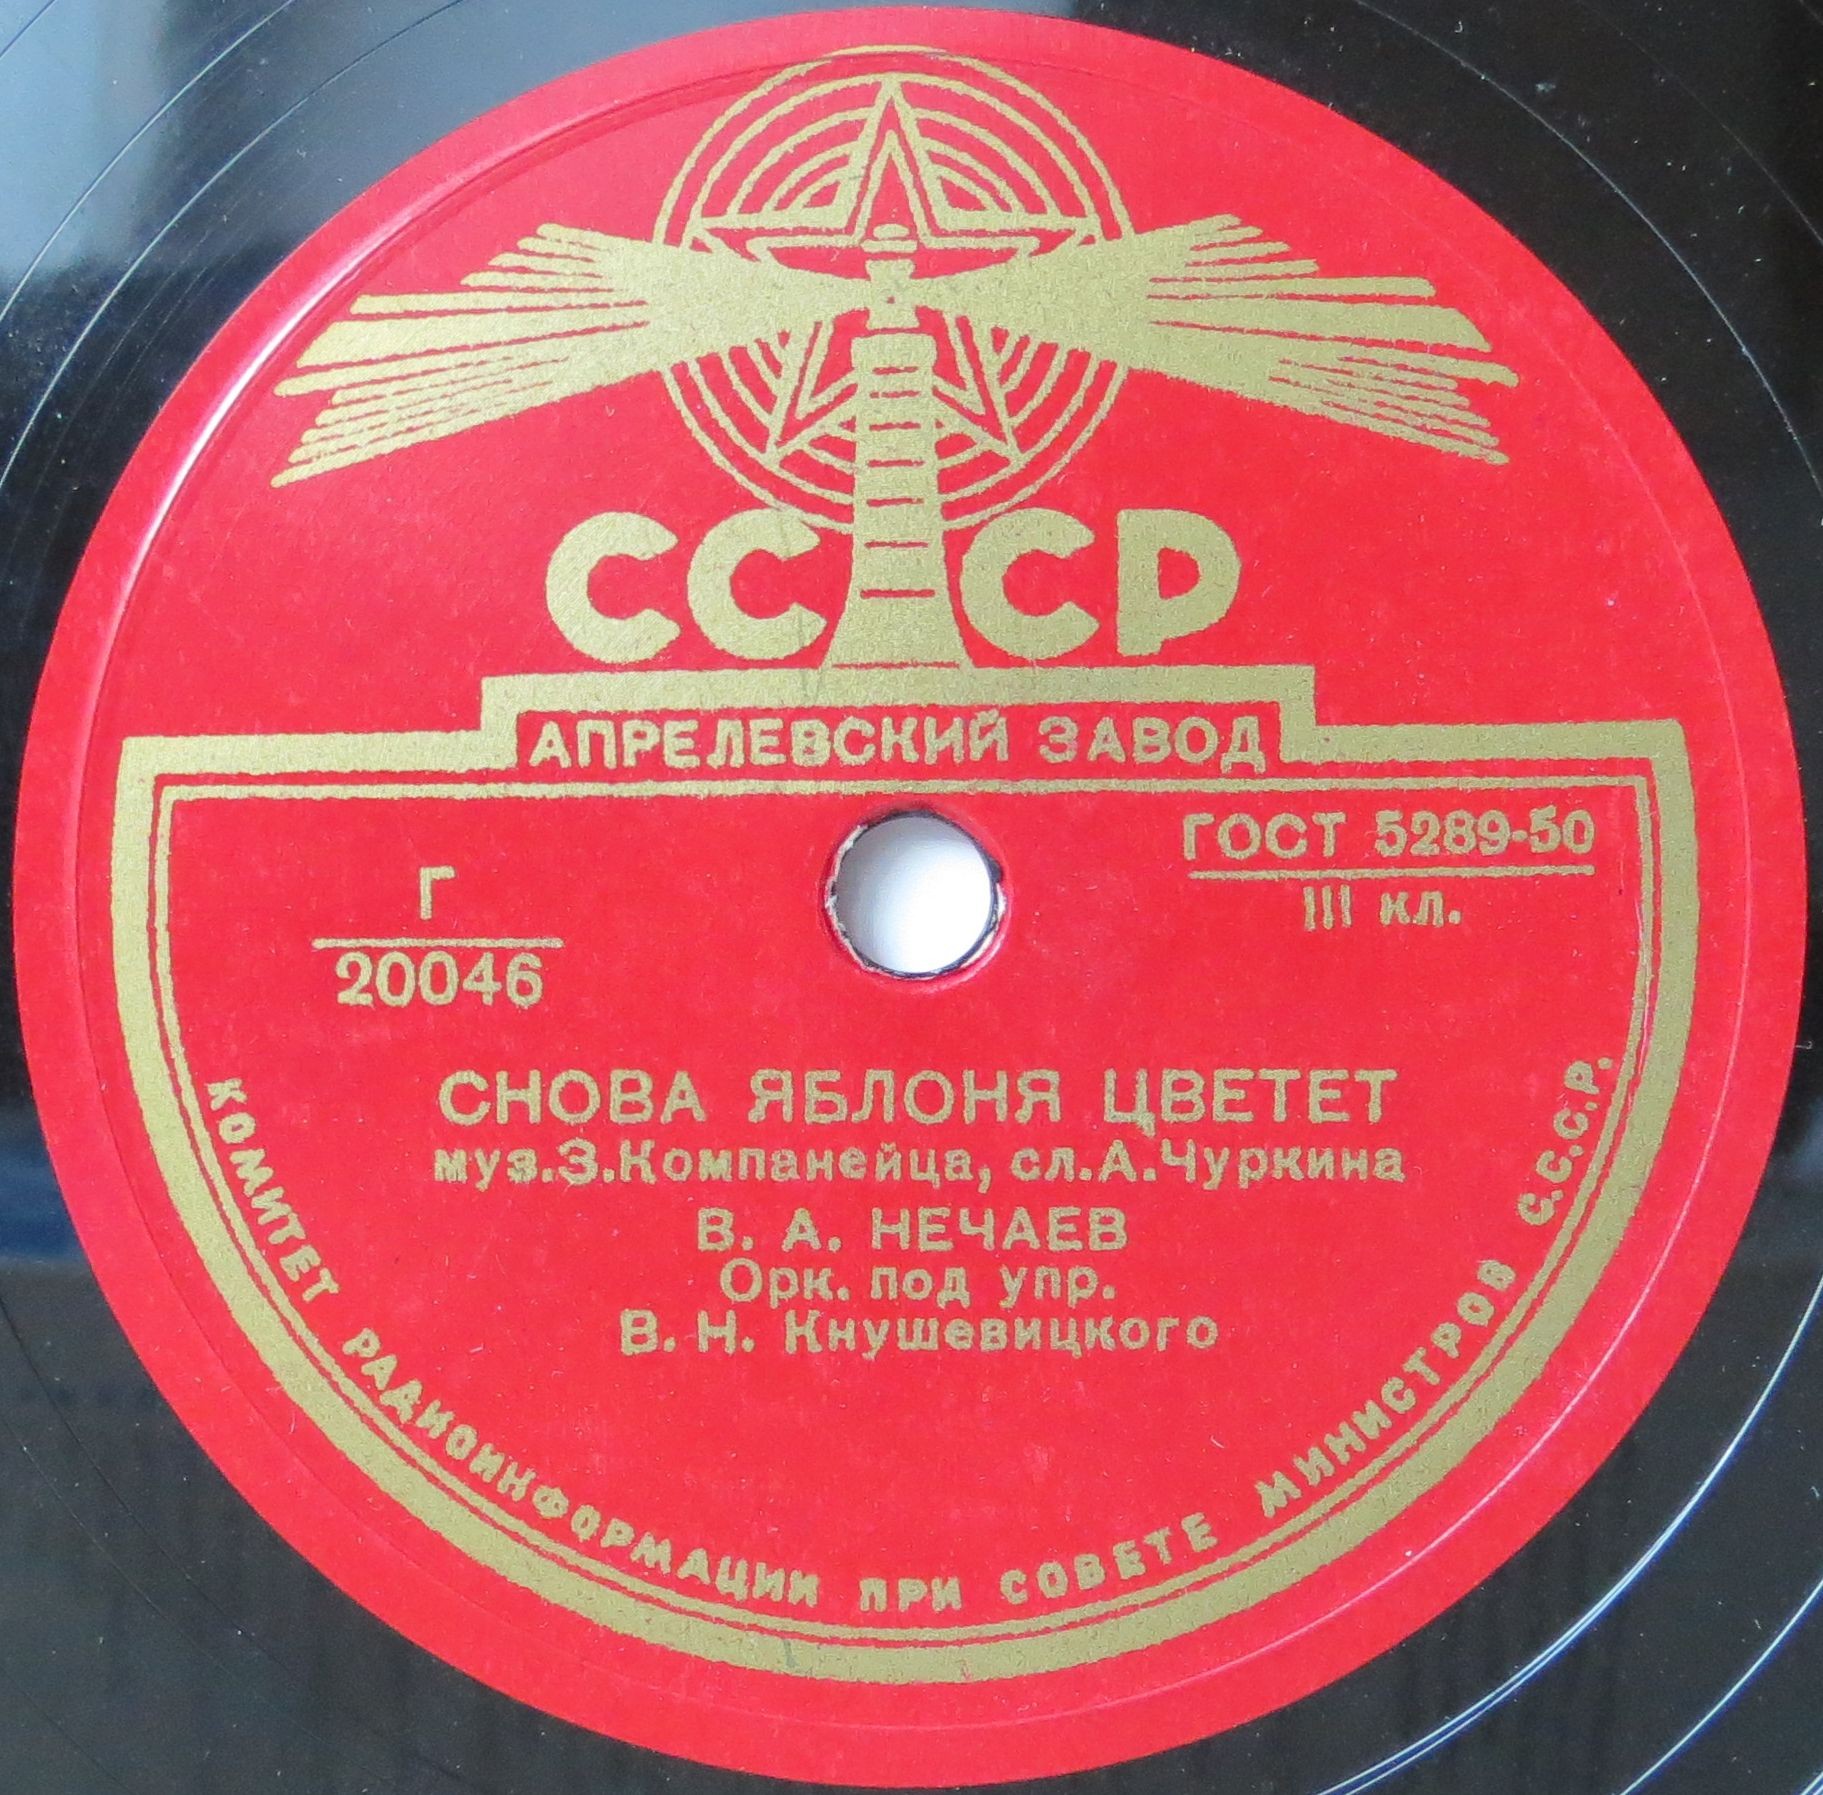 СССР
АПРЕЛЕВСКИЙ ЗАВОД
ГОСТ 5289-50
III кл.
Г
20046
СНОВА ЯБЛОНЯ ЦВЕТЕТ
муз.З.Компанейца, сл.А.Чуркина
В. А. НЕЧАЕВ
Орк. под упр.
В. Н. Кнушевицкого
КОМИТЕТ РАДИОИНФОРМАЦИИ ПРИ СОВЕТЕ МИНИСТРОВ С.С.С.Р.